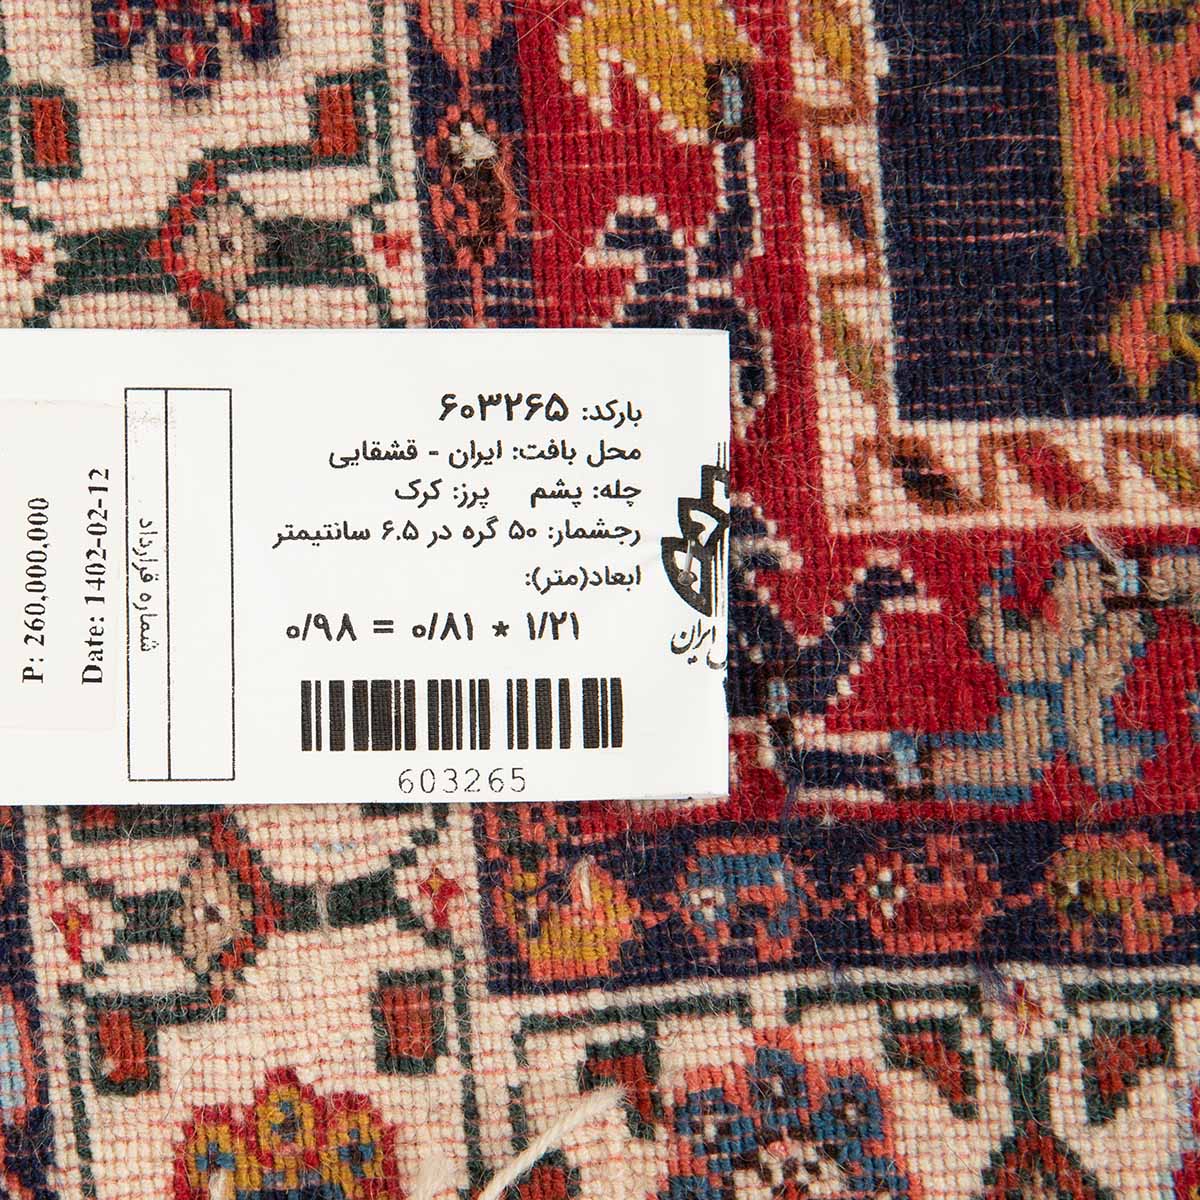 بارکد: ۶۰۳۲۶۵
محل بافت: ایران - قشقایی
چله: پشم پرز: کرک
رجشمار: ۵۰ گره در ۶.۵ سانتیمتر
ابعاد(متر):
۱/۲۱ * ۰/۸۱ = ۰/۹۸
603265
ایران
شماره قرارداد
Date: 1402-02-12
P: 260,000,000